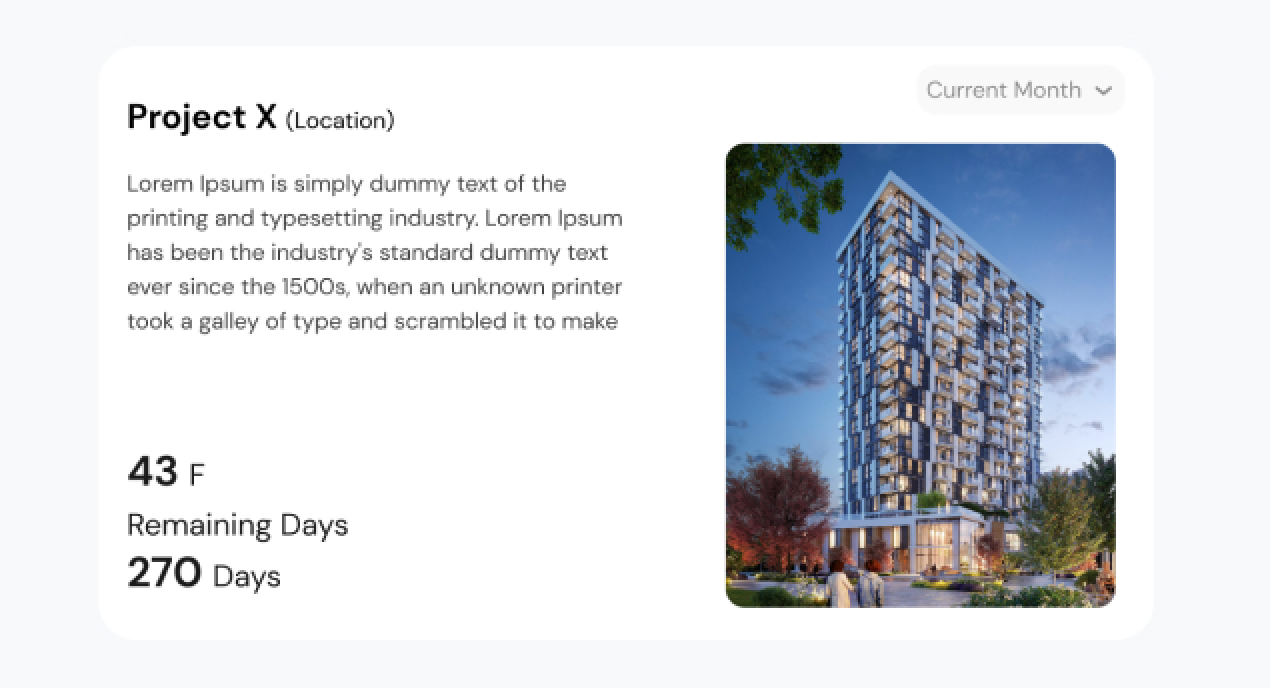 Current Month
Project X (Location)
Lorem Ipsum is simply dummy text of the
printing and typesetting industry. Lorem Ipsum
has been the industry's standard dummy text
ever since the 1500s, when an unknown printer
took a galley of type and scrambled it to make
43 F
Remaining Days
270 Days